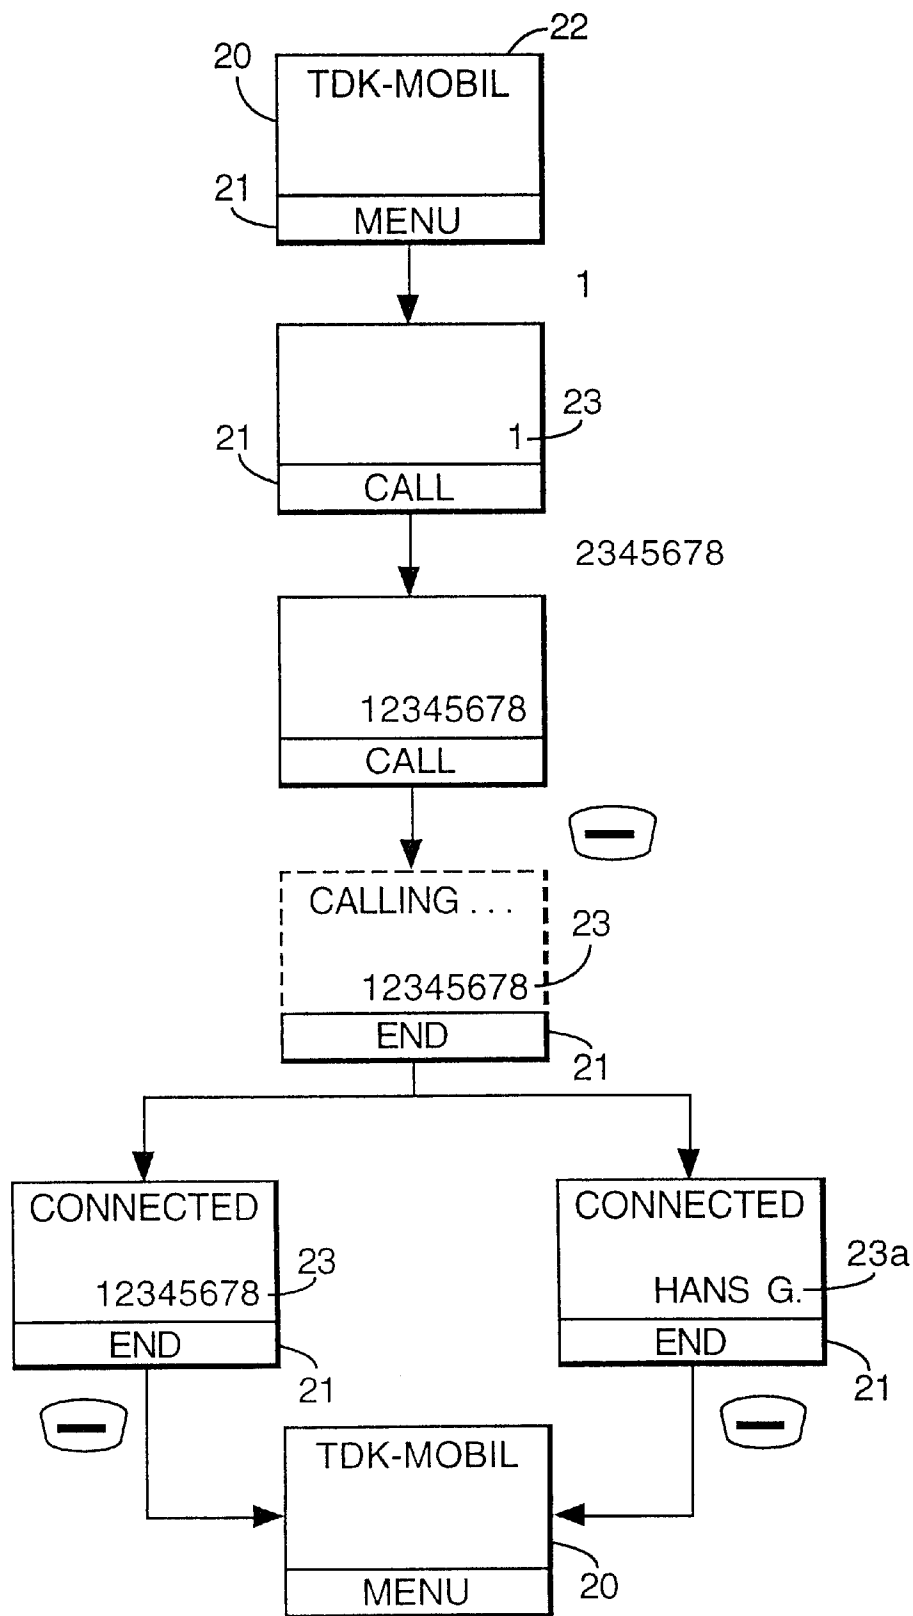 22
20
TDK-MOBIL
21
MENU
1
23
1
21
CALL
2345678
12345678
CALL
CALLING . . .
23
12345678
END
21
CONNECTED
23
12345678
END
21
CONNECTED
23a
HANS G.
END
21
TDK-MOBIL
20
MENU